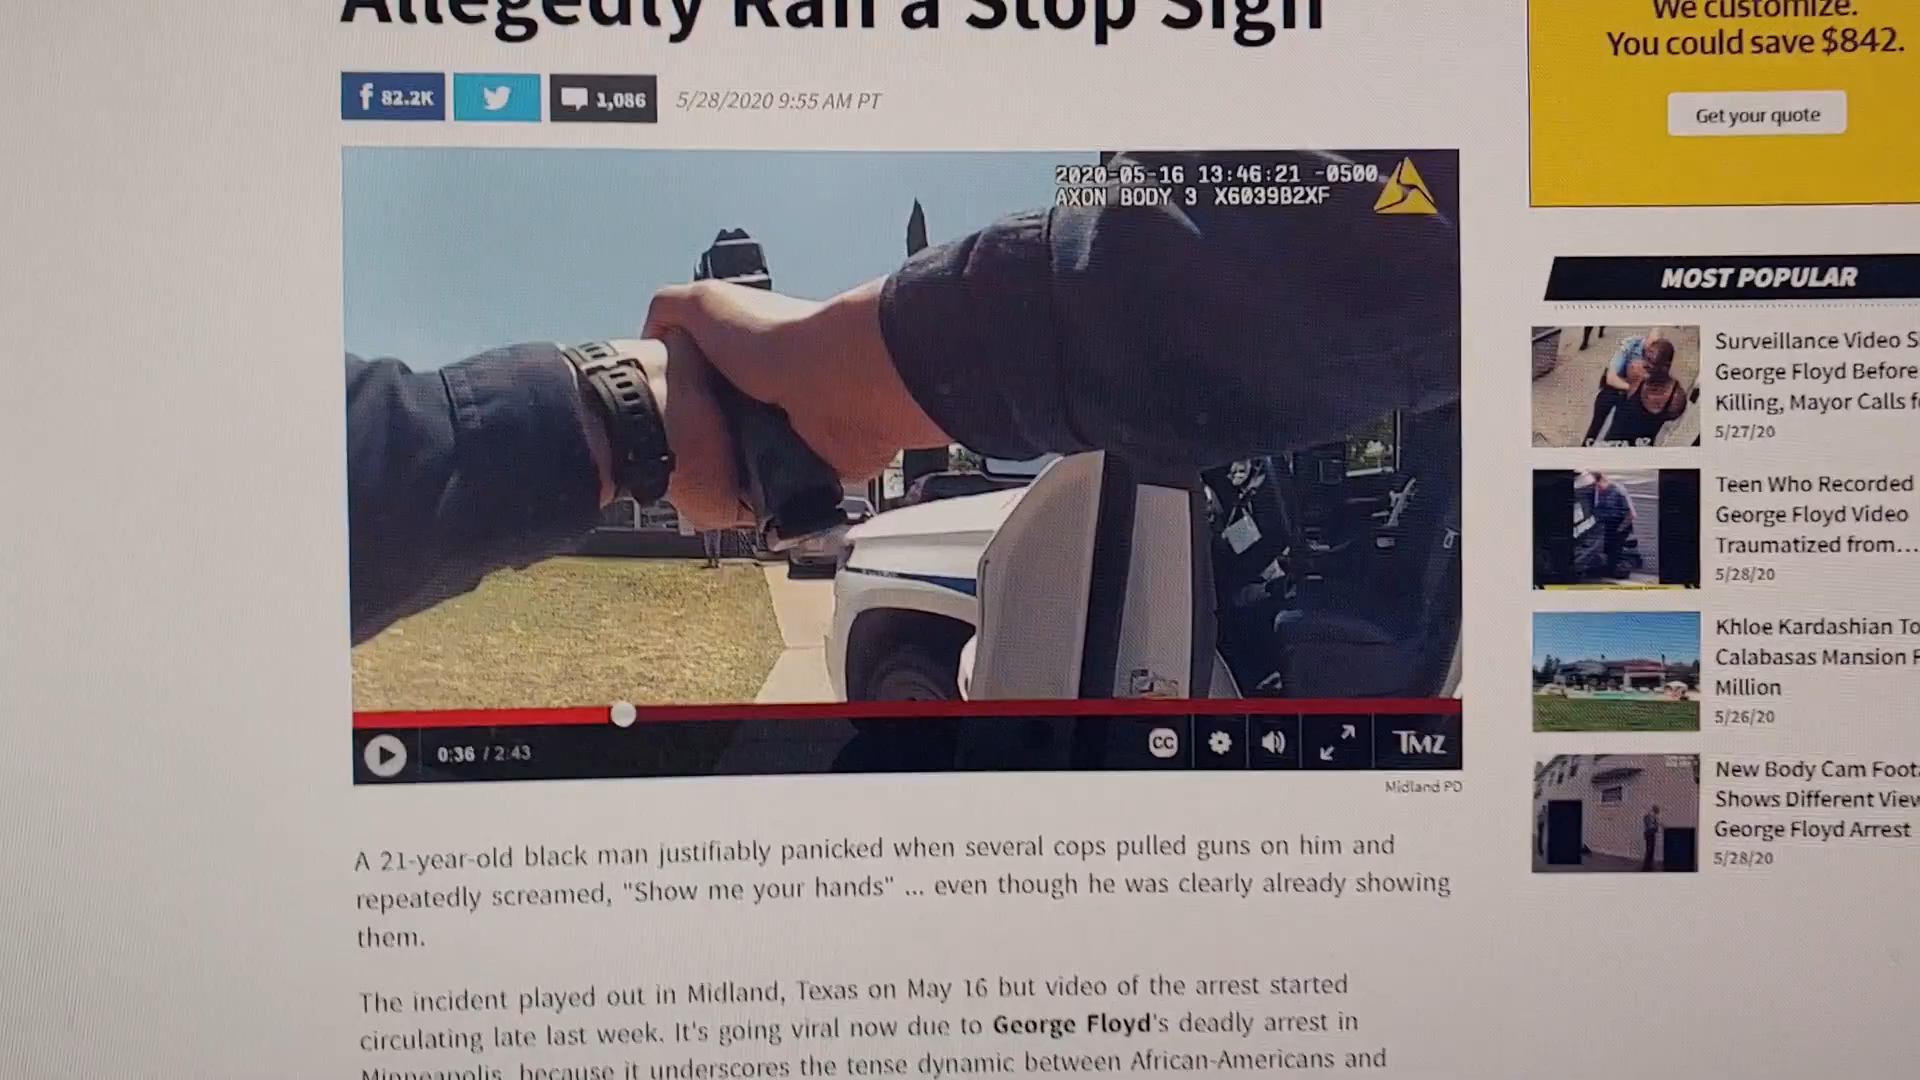 Allegedly Ran a Stop Sign
82.2K
1,086
5/28/2020 9:55 AM PT
2020-05-16 13:46:21 -0500
AXON BODY 3 X6039B2XF
0:36 / 2:43
CC
TMZ
Midland PD
A 21-year-old black man justifiably panicked when several cops pulled guns on him and
repeatedly screamed, "Show me your hands" ... even though he was clearly already showing
them.
The incident played out in Midland, Texas on May 16 but video of the arrest started
circulating late last week. It's going viral now due to George Floyd's deadly arrest in
Minneapolis, because it underscores the tense dynamic between African-Americans and
We customize.
You could save $842.
Get your quote
MOST POPULAR
Surveillance Video S
George Floyd Before
Killing, Mayor Calls f
5/27/20
Teen Who Recorded
George Floyd Video
Traumatized from...
5/28/20
Khloe Kardashian To
Calabasas Mansion F
Million
5/26/20
New Body Cam Foot
Shows Different View
George Floyd Arrest
5/28/20